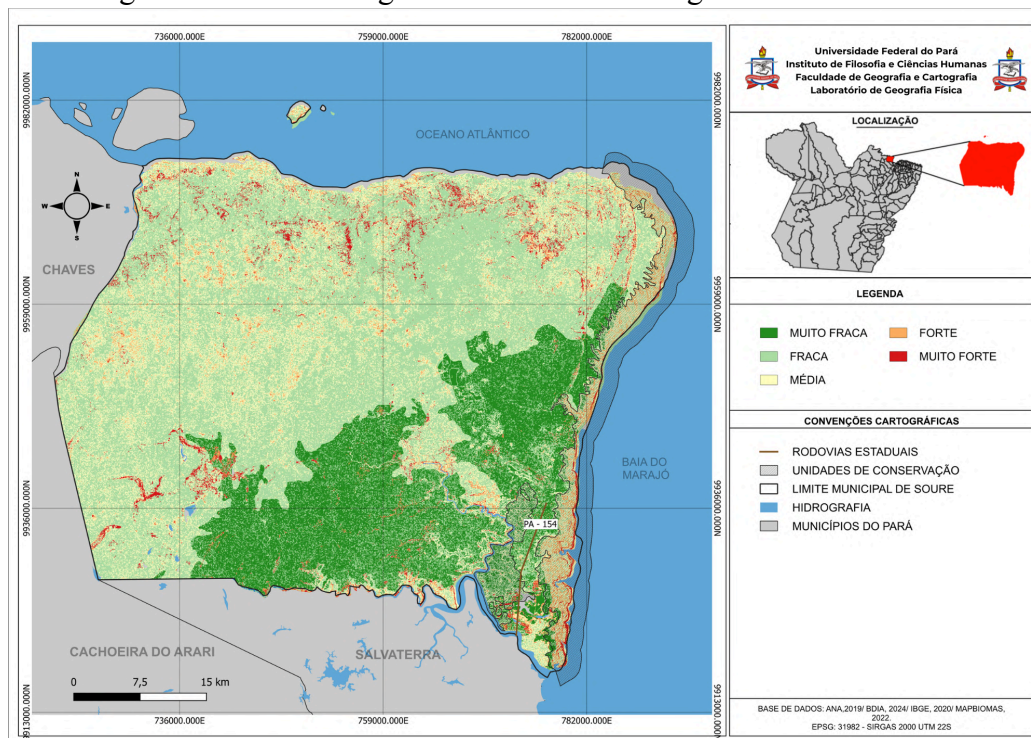 736000.000E
759000.000E
782000.000E
9982000.000N
9982000.000N
OCEANO ATLÂNTICO
N
W
E
S
CHAVES
9959000.000N
9959000.000N
BAIA DO
MARAJÓ
9936000.000N
9936000.000N
PA - 154
CACHOEIRA DO ARARI
SALVATERRA
0
7,5
15 km
9913000.000N
9913000.000N
736000.000E
759000.000E
782000.000E
Universidade Federal do Pará
Instituto de Filosofia e Ciências Humanas
Faculdade de Geografia e Cartografia
Laboratório de Geografia Física
LOCALIZAÇÃO
LEGENDA
MUITO FRACA
FORTE
FRACA
MUITO FORTE
MÉDIA
CONVENÇÕES CARTOGRÁFICAS
RODOVIAS ESTADUAIS
UNIDADES DE CONSERVAÇÃO
LIMITE MUNICIPAL DE SOURE
HIDROGRAFIA
MUNICÍPIOS DO PARÁ
BASE DE DADOS: ANA,2019/ BDIA, 2024/ IBGE, 2020/ MAPBIOMAS,
2022.
EPSG: 31982 - SIRGAS 2000 UTM 22S